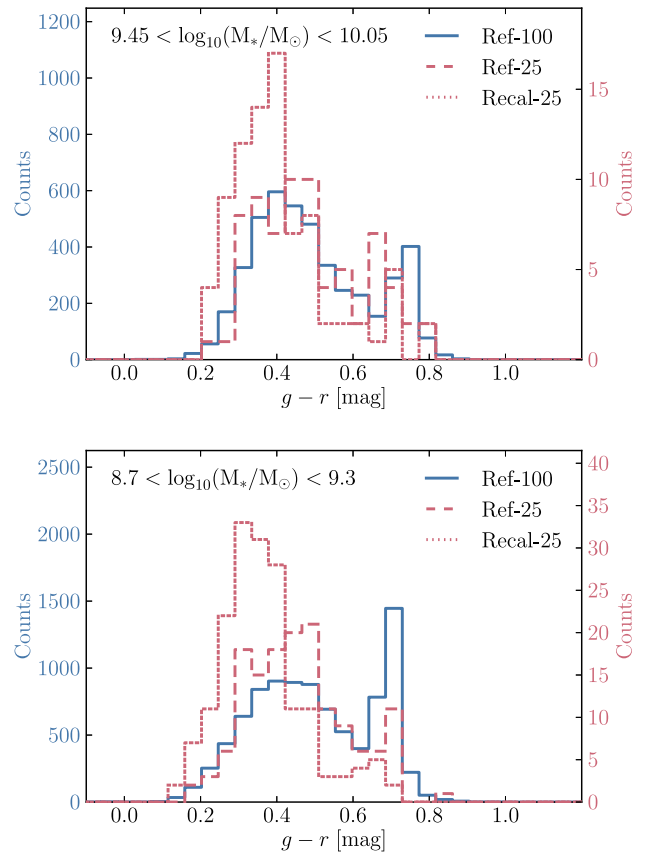 9.45 < log₁₀(M*/M⊙) < 10.05
Ref-100
Ref-25
Recal-25
1200
1000
800
600
400
200
0
Counts
15
10
5
0
Counts
0.0 0.2 0.4 0.6 0.8 1.0
g − r [mag]
8.7 < log₁₀(M*/M⊙) < 9.3
Ref-100
Ref-25
Recal-25
2500
2000
1500
1000
500
0
Counts
40
35
30
25
20
15
10
5
0
Counts
0.0 0.2 0.4 0.6 0.8 1.0
g − r [mag]